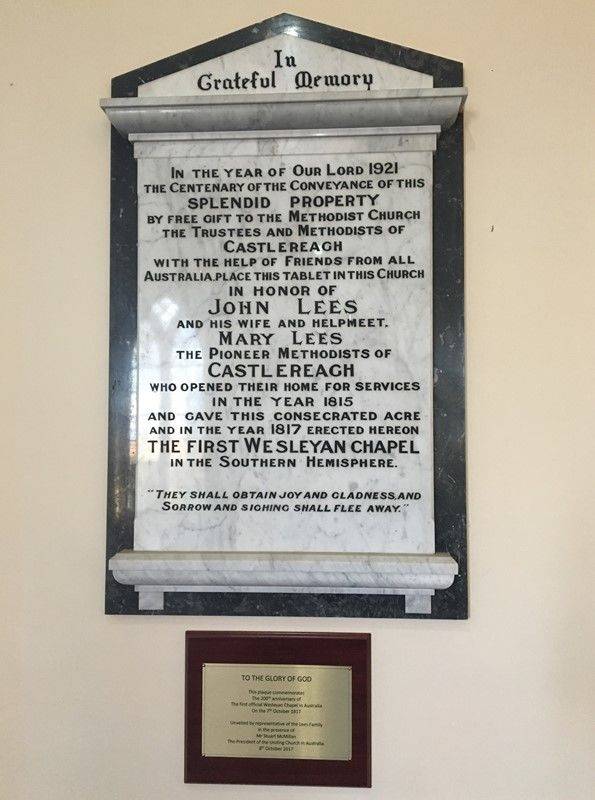 In
Grateful Memory
IN THE YEAR OF OUR LORD 1921
THE CENTENARY OF THE CONVEYANCE OF THIS
SPLENDID PROPERTY
BY FREE GIFT TO THE METHODIST CHURCH
THE TRUSTEES AND METHODISTS OF
CASTLEREAGH
WITH THE HELP OF FRIENDS FROM ALL
AUSTRALIA.PLACE THIS TABLET IN THIS CHURCH
IN HONOR OF
JOHN LEES
AND HIS WIFE AND HELPMEET.
MARY LEES
THE PIONEER METHODISTS OF
CASTLEREAGH
WHO OPENED THEIR HOME FOR SERVICES
IN THE YEAR 1815
AND GAVE THIS CONSECRATED ACRE
AND IN THE YEAR 1817 ERECTED HEREON
THE FIRST WESLEYAN CHAPEL
IN THE SOUTHERN HEMISPHERE.
"THEY SHALL OBTAIN JOY AND GLADNESS,AND
SORROW AND SIGHING SHALL FLEE AWAY."
TO THE GLORY OF GOD
This plaque commemorates
The 200th anniversary of
The first official Wesleyan Chapel in Australia
On the 7th October 1817
Unveiled by representative of the Lees Family
In the presence of
Mr Stuart McMillan
The President of the Uniting Church in Australia
8th October 2017